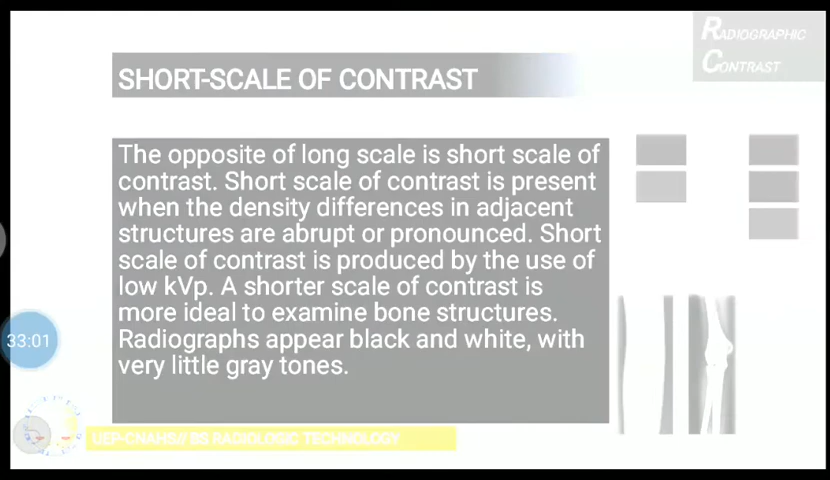 RADIOGRAPHIC
CONTRAST
SHORT-SCALE OF CONTRAST
The opposite of long scale is short scale of
contrast. Short scale of contrast is present
when the density differences in adjacent
structures are abrupt or pronounced. Short
scale of contrast is produced by the use of
low kVp. A shorter scale of contrast is
more ideal to examine bone structures.
Radiographs appear black and white, with
very little gray tones.
33:01
UEP-CNAHS// BS RADIOLOGIC TECHNOLOGY